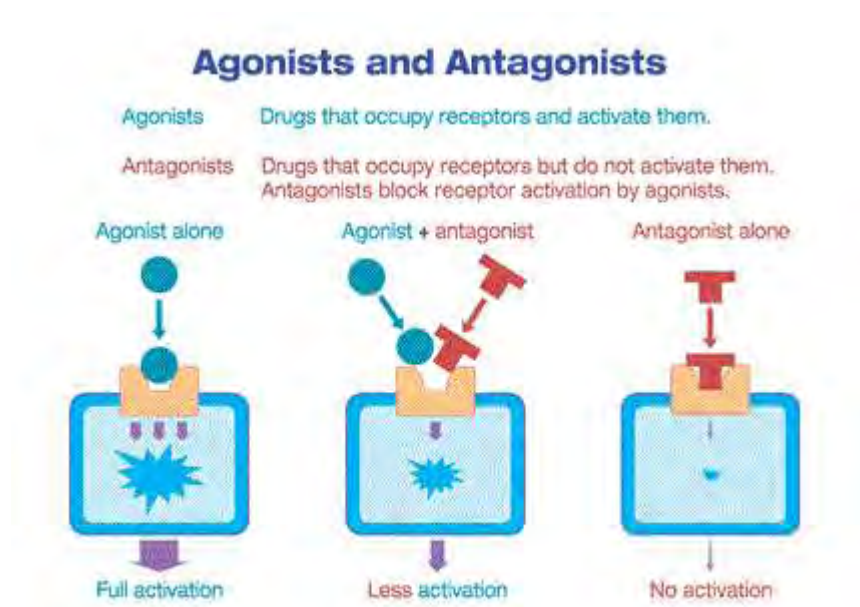 Agonists and Antagonists
Agonists Drugs that occupy receptors and activate them.
Antagonists Drugs that occupy receptors but do not activate them.
Antagonists block receptor activation by agonists.
Agonist alone
Agonist + antagonist
Antagonist alone
Full activation
Less activation
No activation